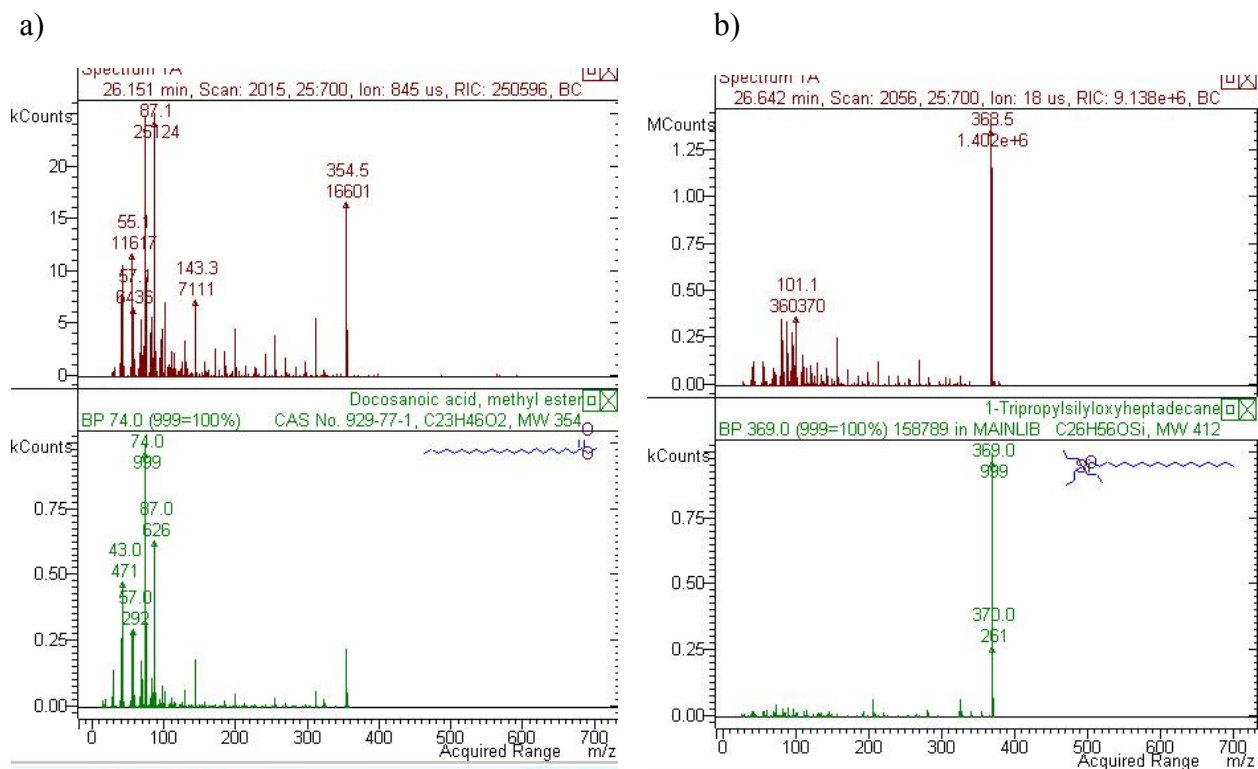 a)
Spectrum 1A
26.151 min, Scan: 2015, 25:700, Ion: 845 us, RIC: 250596, BC
kCounts
87.1
25124
354.5
16601
55.1
11617
57.
6436
143.3
7111
25
20
15
10
5
0
Docosanoic acid, methyl ester
BP 74.0 (999=100%) CAS No. 929-77-1, C23H46O2, MW 354
O
O
kCounts
74.0
999
87.0
626
43.0
471
57.0
292
0.75
0.50
0.25
0.00
0 100 200 300 400 500 600 700
Acquired Range m/z
b)
Spectrum 1A
26.642 min, Scan: 2056, 25:700, Ion: 18 us, RIC: 9.138e+6, BC
MCounts
368.5
1.402e+6
101.1
360370
1.25
1.00
0.75
0.50
0.25
0.00
1-Tripropylsilyloxyheptadecane
BP 369.0 (999=100%) 158789 in MAINLIB C26H56OSi, MW 412
Si O
kCounts
369.0
999
370.0
261
0.75
0.50
0.25
0.00
0 100 200 300 400 500 600 700
Acquired Range m/z